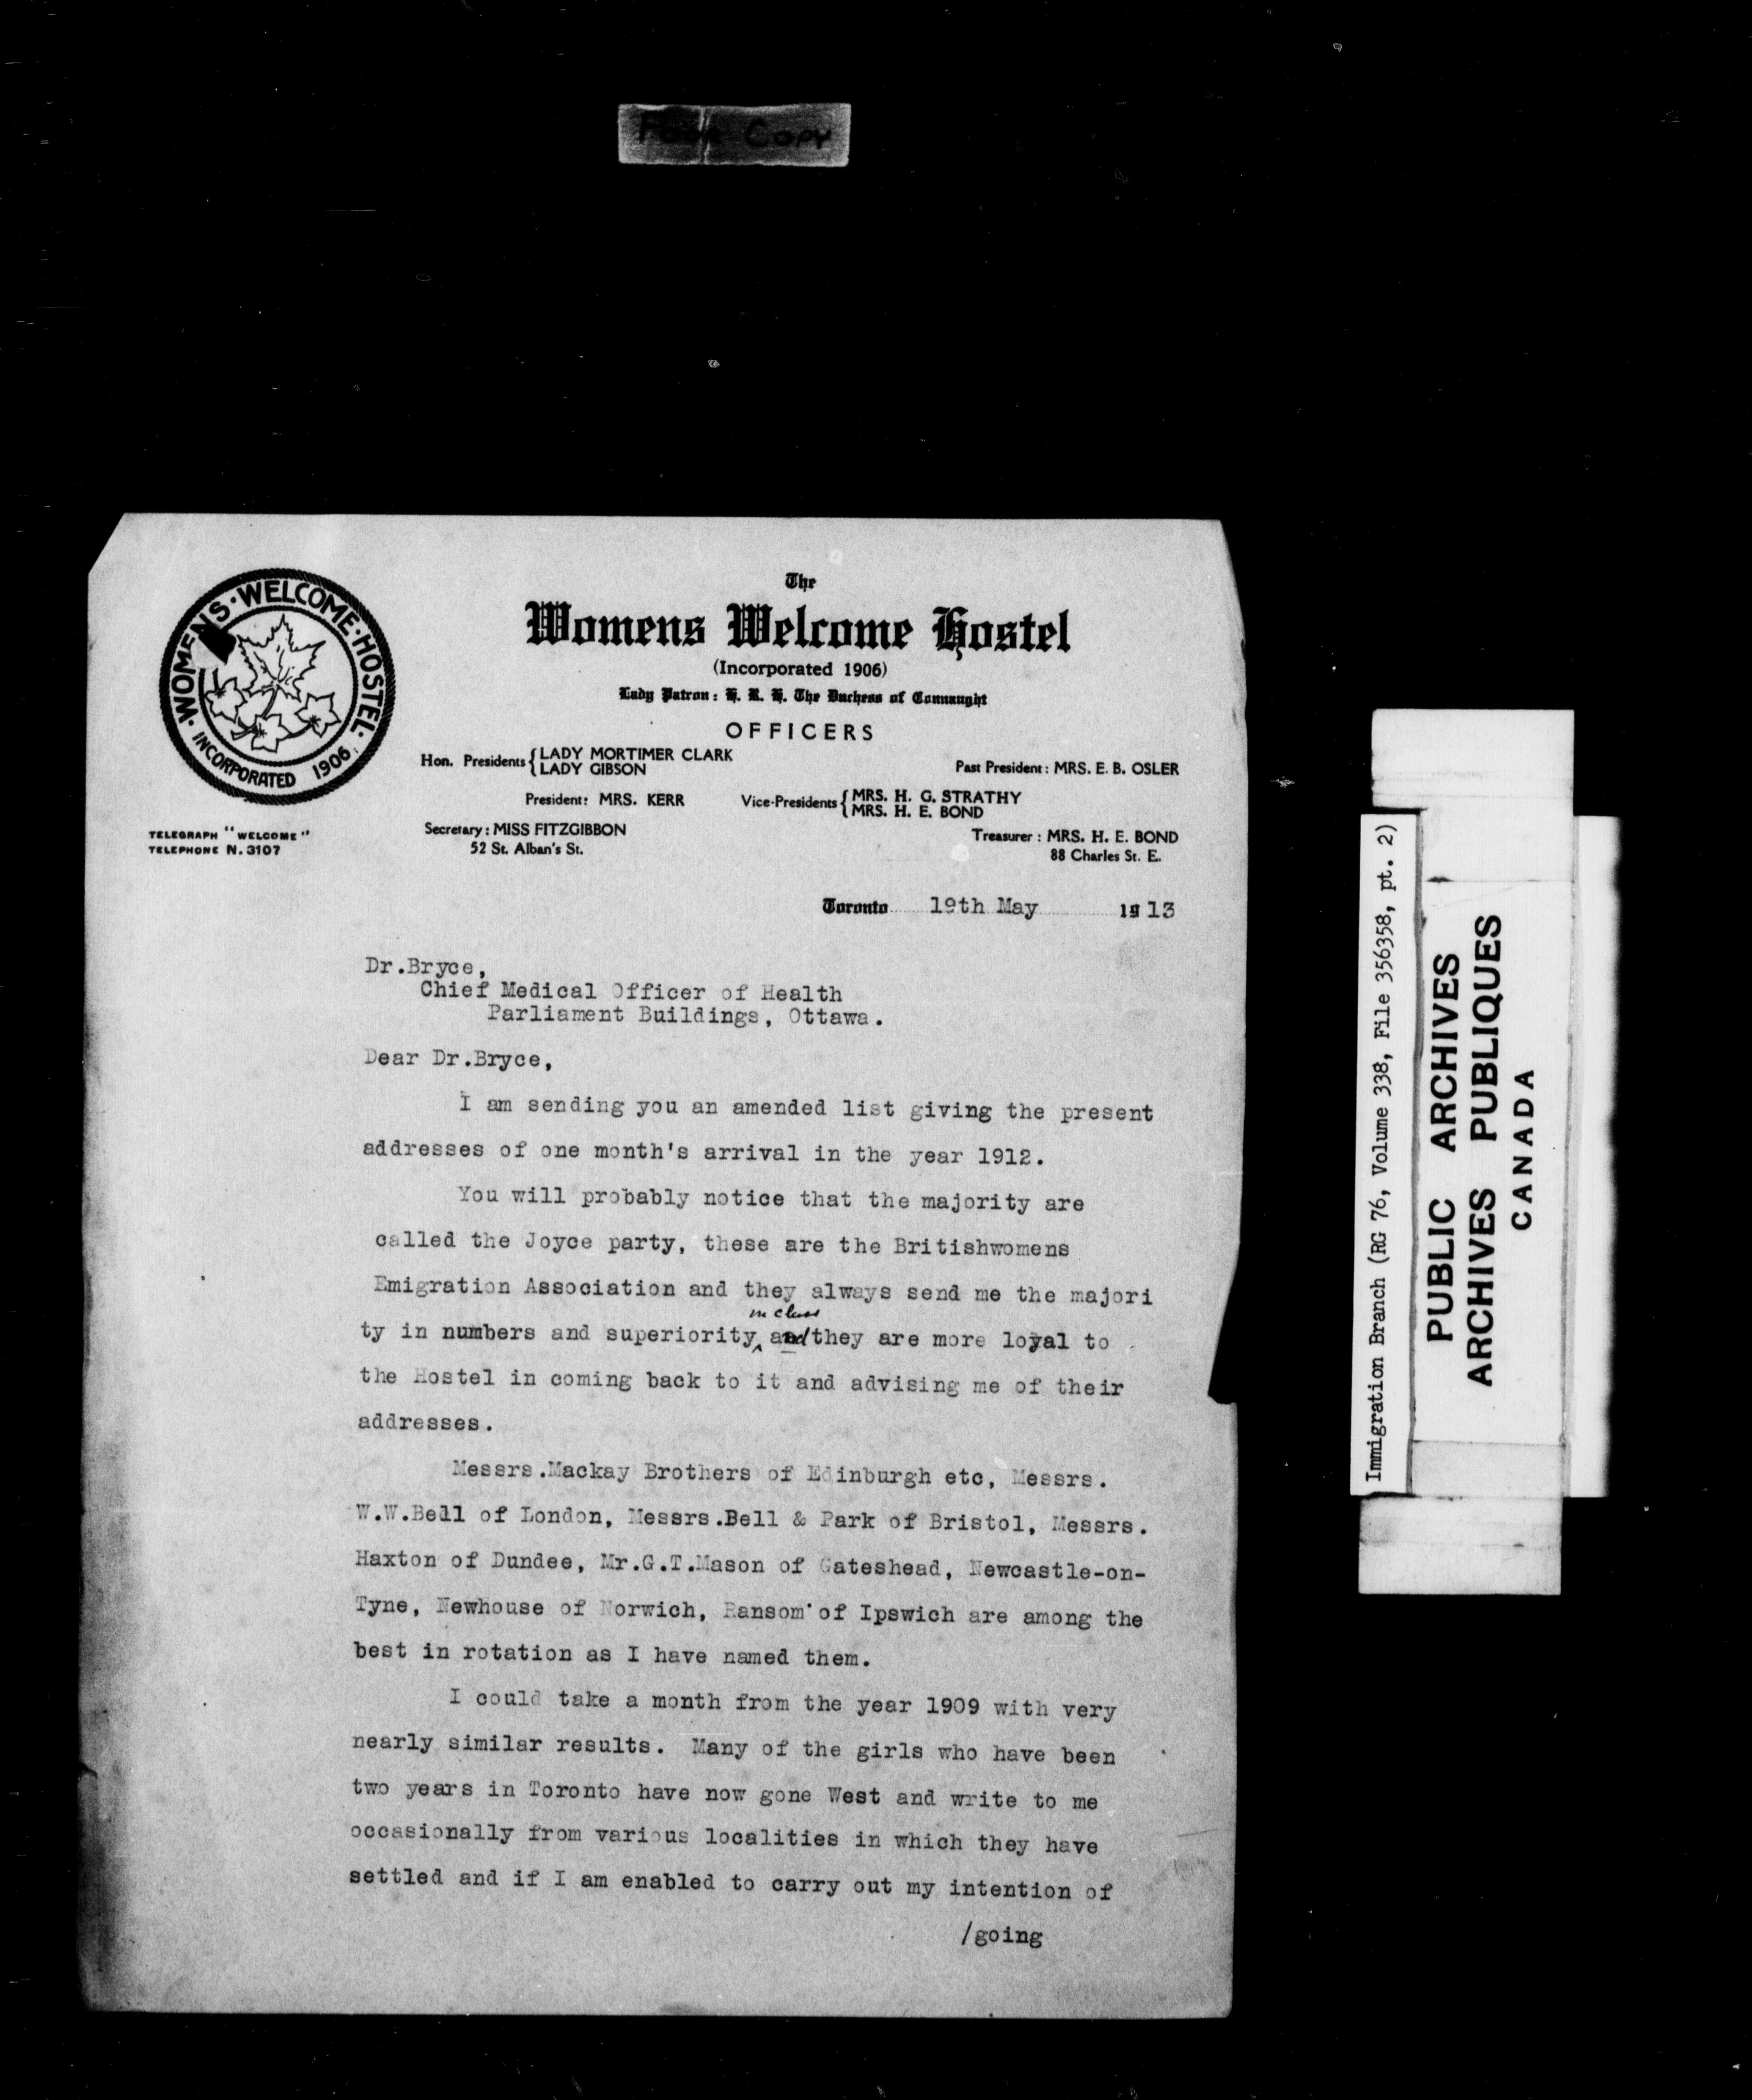 Copy
WOMENS·WELCOME·HOSTEL·
INCORPORATED 1906
The
Womens Welcome Hostel
(Incorporated 1906)
Lady Patron: H. R. H. The Duchess of Connaught
OFFICERS
Hon. Presidents { LADY MORTIMER CLARK
LADY GIBSON
Past President: MRS. E. B. OSLER
President: MRS. KERR
Vice-Presidents { MRS. H. G. STRATHY
MRS. H. E. BOND
TELEGRAPH "WELCOME"
TELEPHONE N. 3107
Secretary: MISS FITZGIBBON
52 St. Alban's St.
Treasurer: MRS. H. E. BOND
88 Charles St. E.
Toronto 19th May 1913
Dr.Bryce,
Chief Medical Officer of Health
Parliament Buildings, Ottawa.
Dear Dr.Bryce,
I am sending you an amended list giving the present
addresses of one month's arrival in the year 1912.
You will probably notice that the majority are
called the Joyce party, these are the Britishwomens
Emigration Association and they always send me the majori
in class
ty in numbers and superiority, and they are more loyal to
the Hostel in coming back to it and advising me of their
addresses.
Messrs.Mackay Brothers of Edinburgh etc, Messrs.
W.W.Bell of London, Messrs.Bell & Park of Bristol, Messrs.
Haxton of Dundee, Mr.G.T.Mason of Gateshead, Newcastle-on-
Tyne, Newhouse of Norwich, Ransom of Ipswich are among the
best in rotation as I have named them.
I could take a month from the year 1909 with very
nearly similar results. Many of the girls who have been
two years in Toronto have now gone West and write to me
occasionally from various localities in which they have
settled and if I am enabled to carry out my intention of
/going
Immigration Branch (RG 76, Volume 338, File 356358, pt. 2)
PUBLIC ARCHIVES
ARCHIVES PUBLIQUES
CANADA